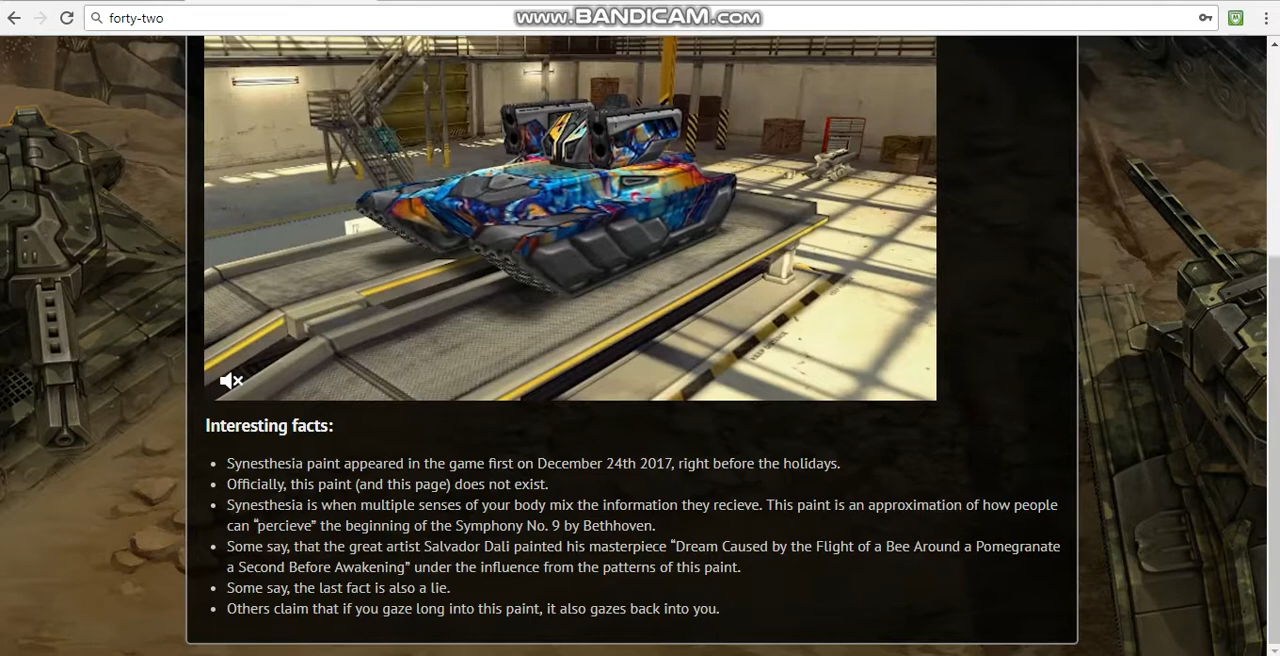 forty-two
www.BANDICAM.com
Interesting facts:
Synesthesia paint appeared in the game first on December 24th 2017, right before the holidays.
Officially, this paint (and this page) does not exist.
Synesthesia is when multiple senses of your body mix the information they recieve. This paint is an approximation of how people
can “percieve” the beginning of the Symphony No. 9 by Bethhoven.
Some say, that the great artist Salvador Dali painted his masterpiece “Dream Caused by the Flight of a Bee Around a Pomegranate
a Second Before Awakening” under the influence from the patterns of this paint.
Some say, the last fact is also a lie.
Others claim that if you gaze long into this paint, it also gazes back into you.